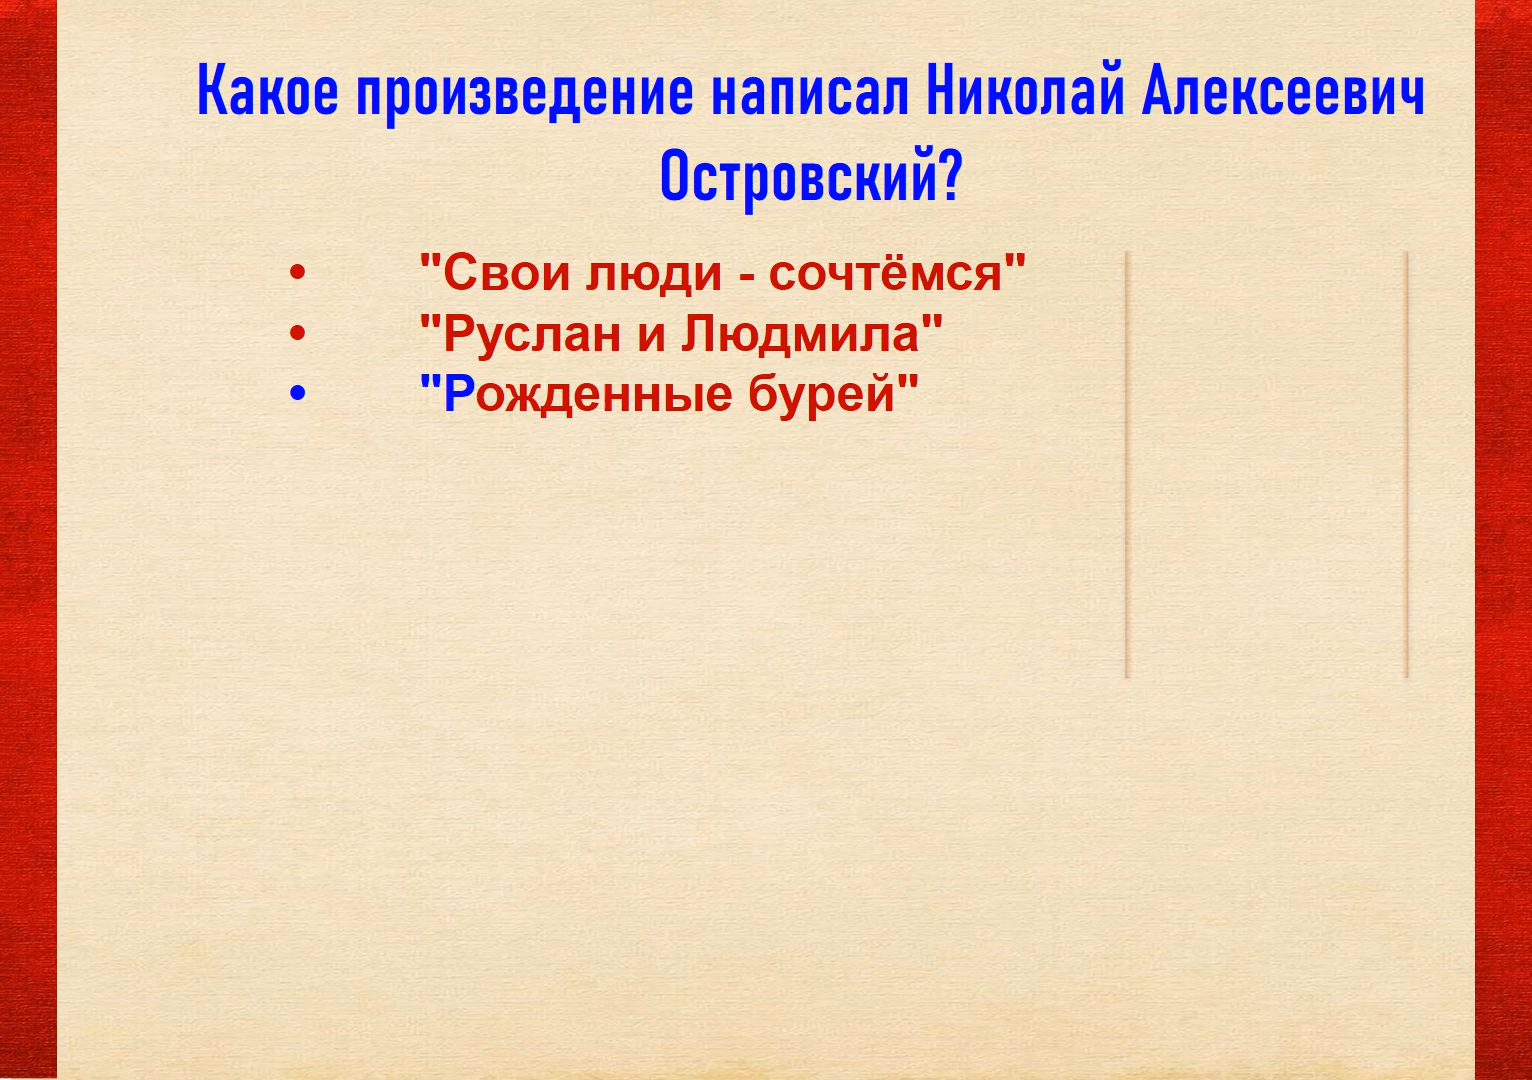 Какое произведение написал Николай Алексеевич
Островский?
• "Свои люди - сочтёмся"
• "Руслан и Людмила"
• "Рожденные бурей"